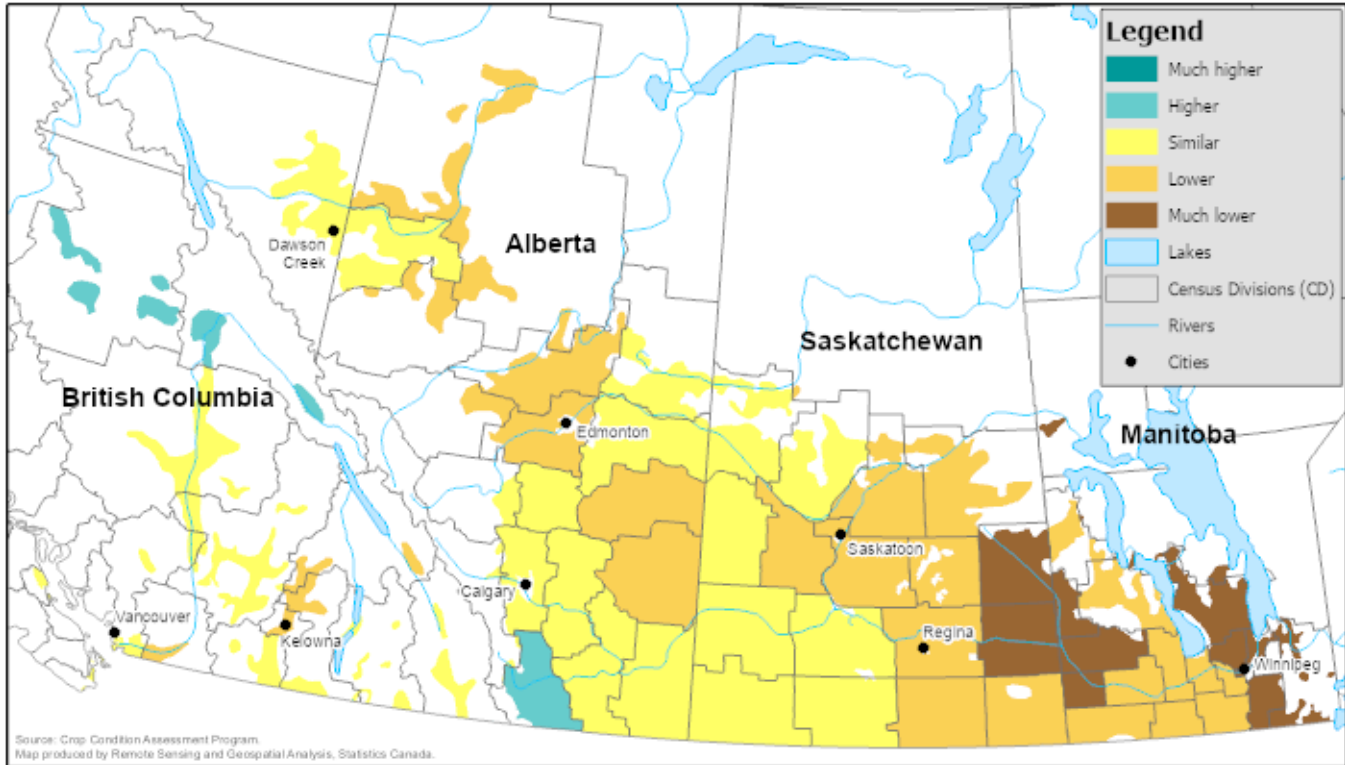 Legend
Much higher
Higher
Similar
Lower
Much lower
Lakes
Census Divisions (CD)
Rivers
Cities
Dawson
Creek
Alberta
Saskatchewan
British Columbia
Manitoba
Edmonton
Saskatoon
Calgary
Vancouver
Kelowna
Regina
Winnipeg
Source: Crop Condition Assessment Program.
Map produced by Remote Sensing and Geospatial Analysis, Statistics Canada.